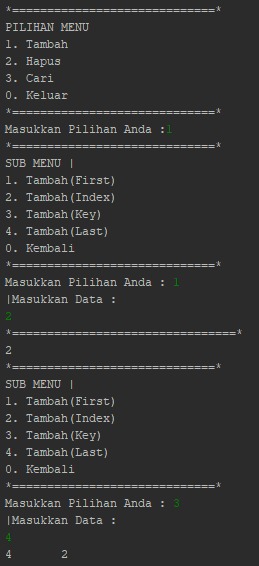 *=============================*
PILIHAN MENU
1. Tambah
2. Hapus
3. Cari
0. Keluar
*=============================*
Masukkan Pilihan Anda :1
*=============================*
SUB MENU |
1. Tambah(First)
2. Tambah(Index)
3. Tambah(Key)
4. Tambah(Last)
0. Kembali
*=============================*
Masukkan Pilihan Anda : 1
|Masukkan Data :
2
*================================*
2
*=============================*
SUB MENU |
1. Tambah(First)
2. Tambah(Index)
3. Tambah(Key)
4. Tambah(Last)
0. Kembali
*=============================*
Masukkan Pilihan Anda : 3
|Masukkan Data :
4
4       2